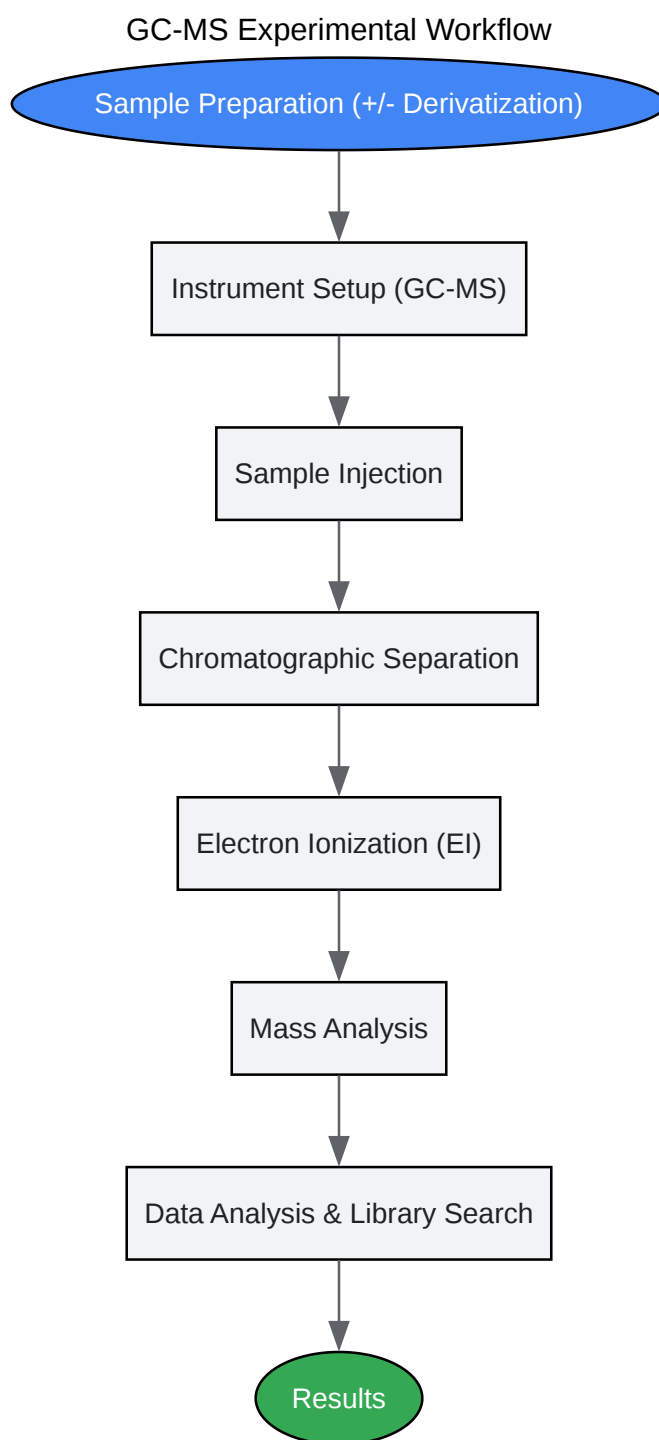 GC-MS Experimental Workflow
Sample Preparation (+/- Derivatization)
Instrument Setup (GC-MS)
Sample Injection
Chromatographic Separation
Electron Ionization (EI)
Mass Analysis
Data Analysis & Library Search
Results